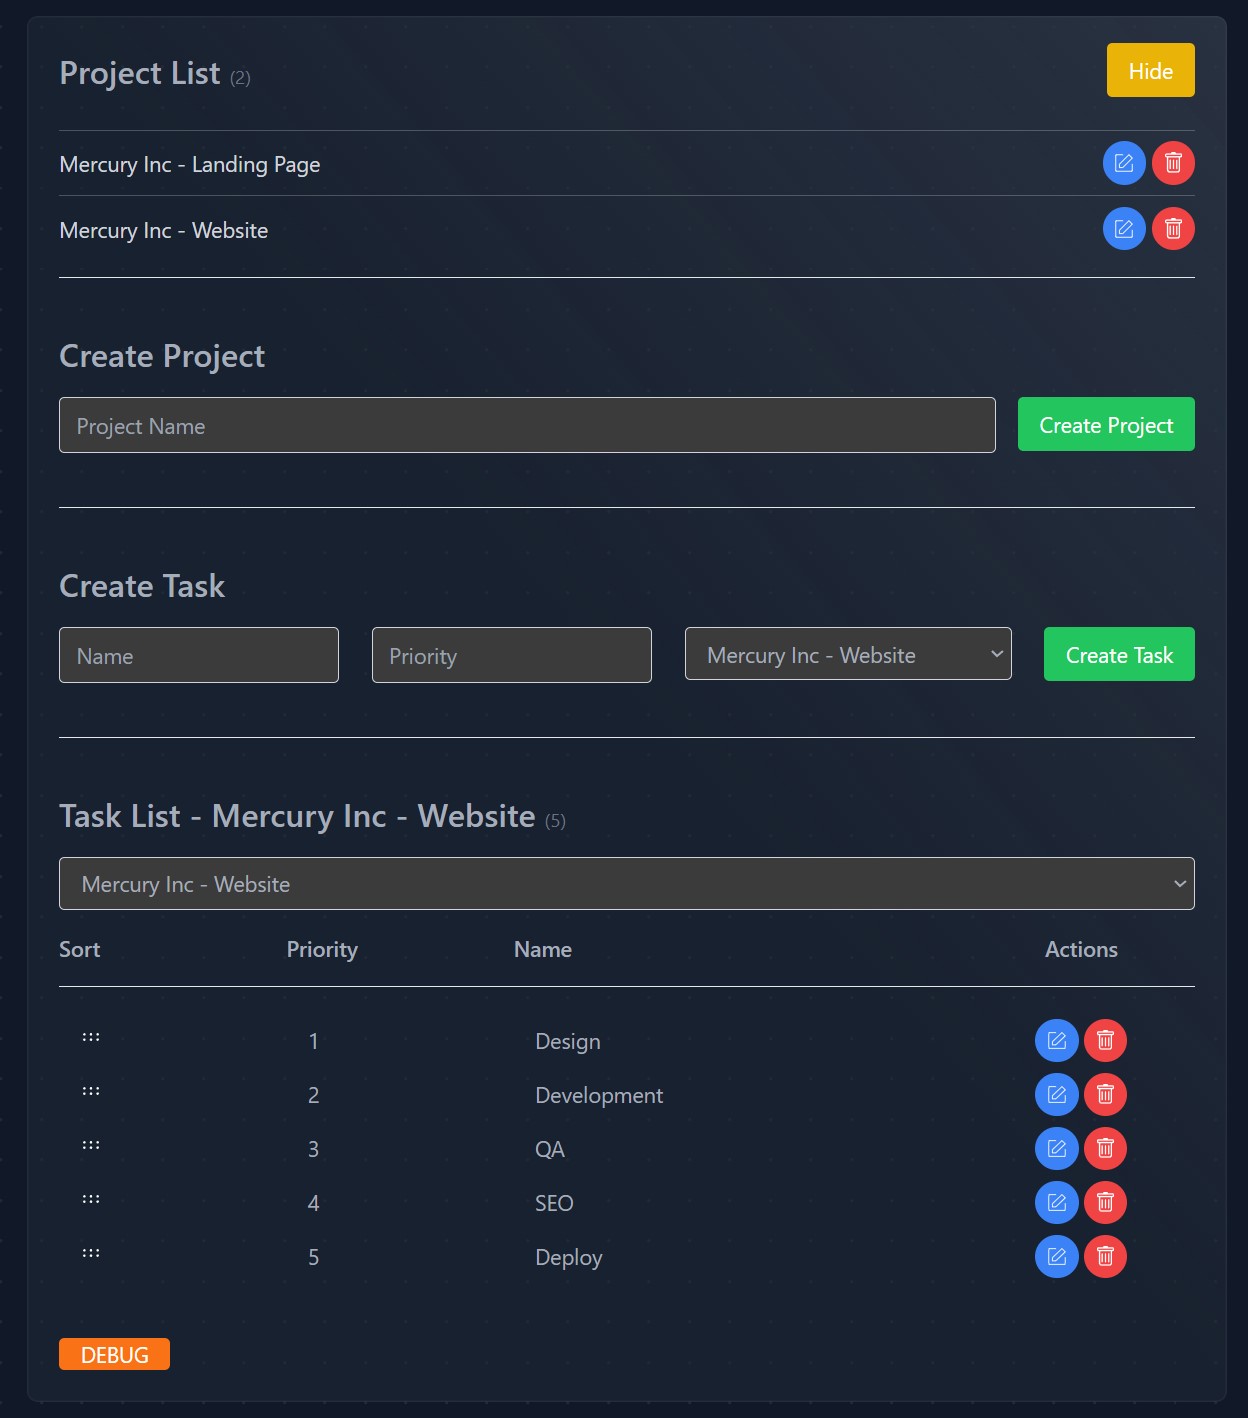 Project List (2)
Hide
Mercury Inc - Landing Page
Mercury Inc - Website
Create Project
Project Name
Create Project
Create Task
Name
Priority
Mercury Inc - Website
Create Task
Task List - Mercury Inc - Website (5)
Mercury Inc - Website
Sort Priority Name Actions
1 Design
2 Development
3 QA
4 SEO
5 Deploy
DEBUG